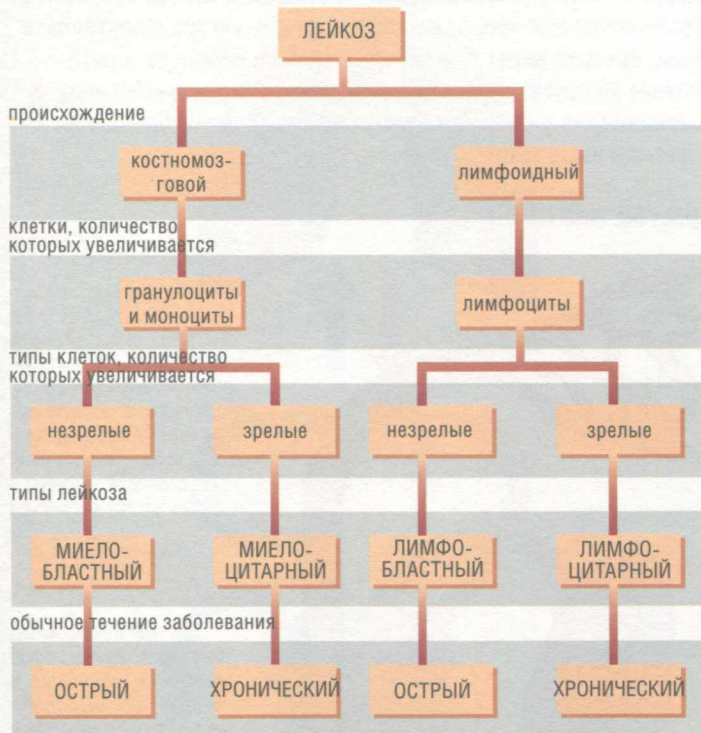 ЛЕЙКОЗ
происхождение
костномоз-
говой
лимфоидный
клетки, количество
которых увеличивается
гранулоциты
и моноциты
лимфоциты
типы клеток, количество
которых увеличивается
незрелые
зрелые
незрелые
зрелые
типы лейкоза
МИЕЛО-
БЛАСТНЫЙ
МИЕЛО-
ЦИТАРНЫЙ
ЛИМФО-
БЛАСТНЫЙ
ЛИМФО-
ЦИТАРНЫЙ
обычное течение заболевания
ОСТРЫЙ
ХРОНИЧЕСКИЙ
ОСТРЫЙ
ХРОНИЧЕСКИЙ